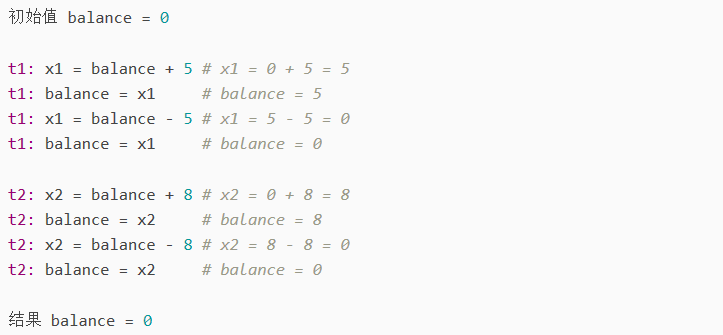 初始值 balance = 0
t1: x1 = balance + 5 # x1 = 0 + 5 = 5
t1: balance = x1     # balance = 5
t1: x1 = balance - 5 # x1 = 5 - 5 = 0
t1: balance = x1     # balance = 0
t2: x2 = balance + 8 # x2 = 0 + 8 = 8
t2: balance = x2     # balance = 8
t2: x2 = balance - 8 # x2 = 8 - 8 = 0
t2: balance = x2     # balance = 0
结果 balance = 0